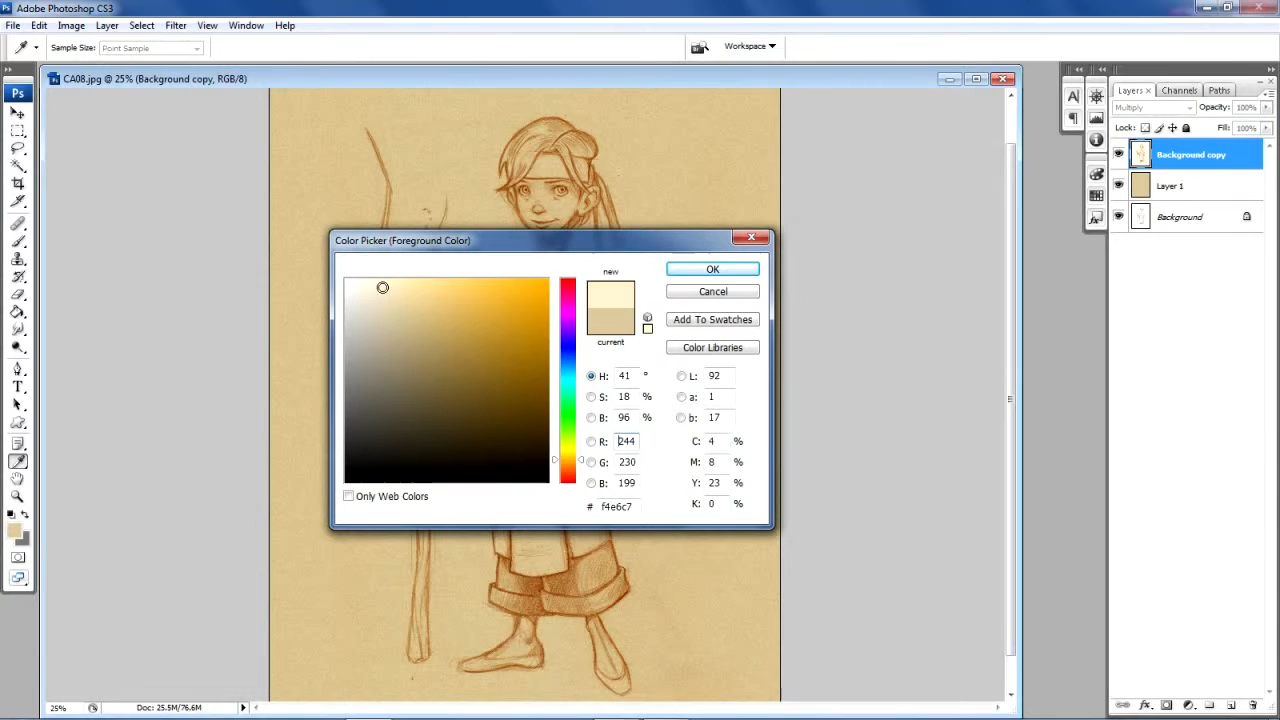 Ps Adobe Photoshop CS3
File Edit Image Layer Select Filter View Window Help
Sample Size: Point Sample
Workspace
CA08.jpg @ 25% (Background copy, RGB/8)
Ps
T
Color Picker (Foreground Color)
new
current
OK
Cancel
Add To Swatches
Color Libraries
H: 41 °
S: 18 %
B: 96 %
R: 244
G: 230
B: 199
# f4e6c7
L: 92
a: 1
b: 17
C: 4 %
M: 8 %
Y: 23 %
K: 0 %
Only Web Colors
Layers Channels Paths
Multiply Opacity: 100%
Lock: Fill: 100%
Background copy
Layer 1
Background
25% Doc: 25.5M/76.6M